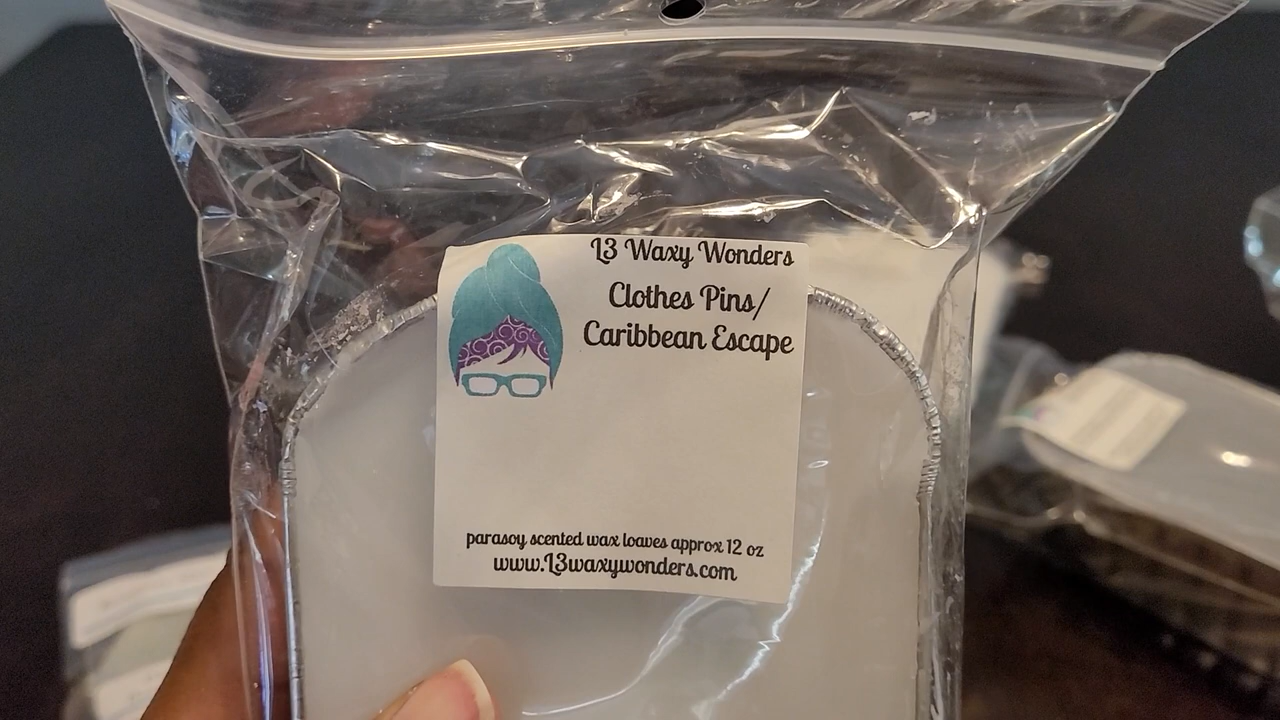 L3 Waxy Wonders
Clothes Pins/
Caribbean Escape
parasoy scented wax loaves approx 12 oz
www.L3waxywonders.com